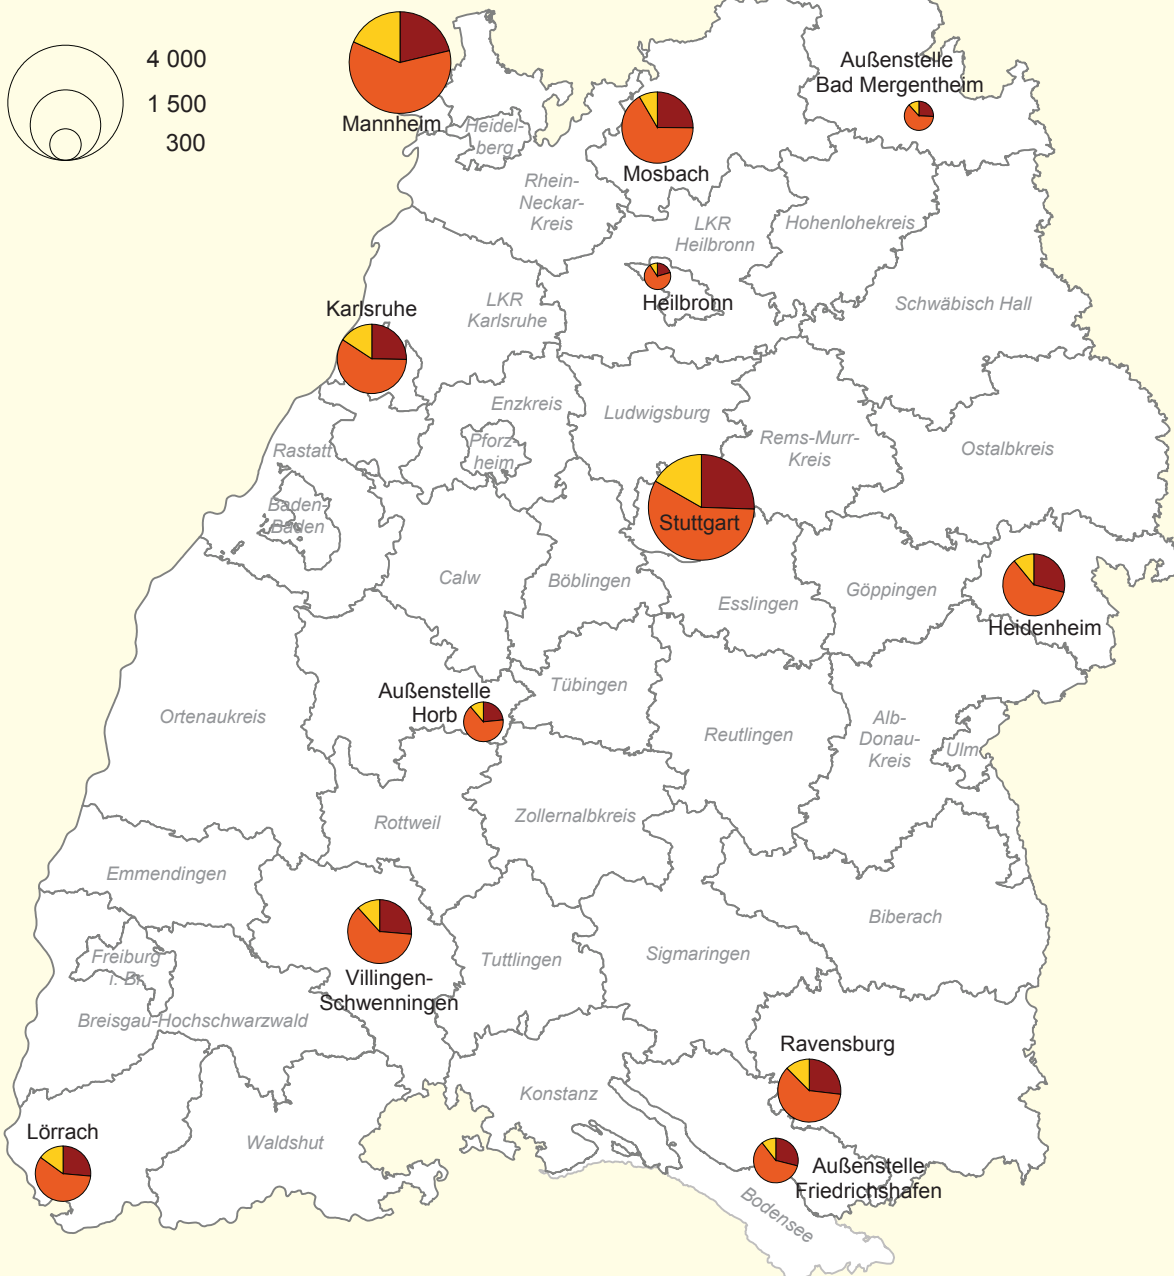 4 000
1 500
300
Mannheim
Heidel-
berg
Mosbach
Außenstelle
Bad Mergentheim
Rhein-
Neckar-
Kreis
LKR
Heilbronn
Hohenlohekreis
Heilbronn
Schwäbisch Hall
Karlsruhe
LKR
Karlsruhe
Enzkreis
Pforz-
heim
Ludwigsburg
Rems-Murr-
Kreis
Ostalbkreis
Rastatt
Baden-
Baden
Stuttgart
Calw
Böblingen
Esslingen
Göppingen
Heidenheim
Außenstelle
Horb
Tübingen
Ortenaukreis
Reutlingen
Alb-
Donau-
Kreis
Ulm
Rottweil
Zollernalbkreis
Emmendingen
Biberach
Freiburg
i. Br.
Villingen-
Schwenningen
Tuttlingen
Sigmaringen
Breisgau-Hochschwarzwald
Ravensburg
Konstanz
Lörrach
Waldshut
Außenstelle
Friedrichshafen
Bodensee